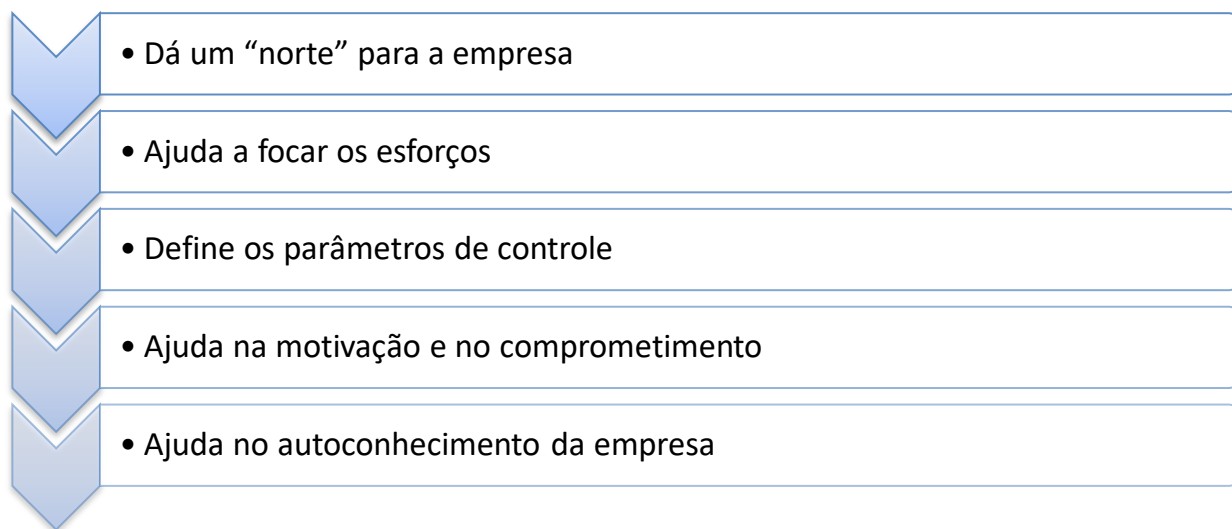 • Dá um “norte” para a empresa
• Ajuda a focar os esforços
• Define os parâmetros de controle
• Ajuda na motivação e no comprometimento
• Ajuda no autoconhecimento da empresa